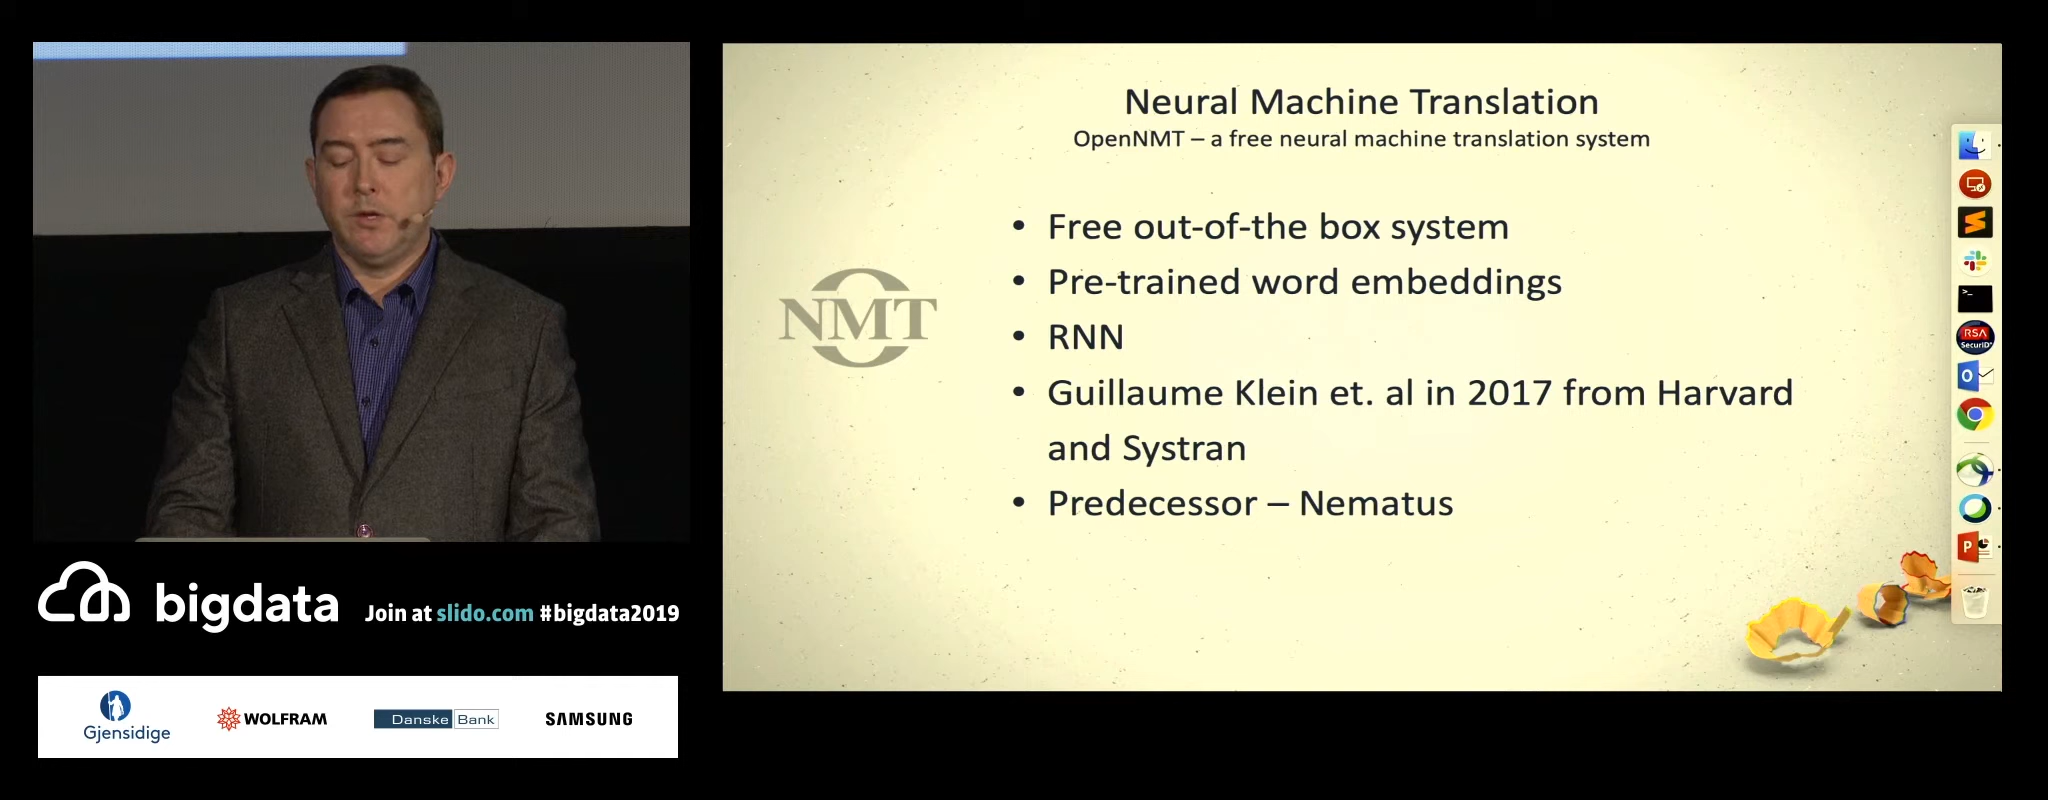 Neural Machine Translation
OpenNMT – a free neural machine translation system
• Free out-of-the box system
• Pre-trained word embeddings
• RNN
• Guillaume Klein et. al in 2017 from Harvard
and Systran
• Predecessor – Nematus
NMT
>_
RSA
SecurID
O
P
bigdata
Join at slido.com #bigdata2019
Gjensidige
WOLFRAM
Danske Bank
SAMSUNG